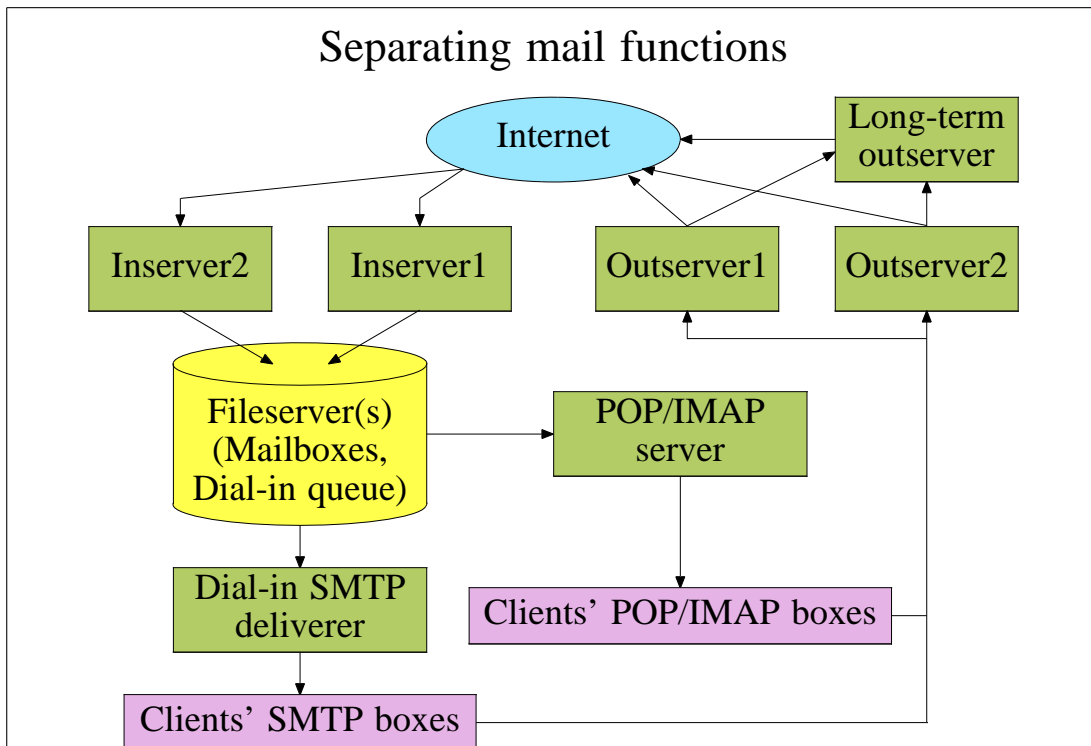 Separating mail functions
Internet
Long-term
outserver
Inserver2
Inserver1
Outserver1
Outserver2
Fileserver(s)
(Mailboxes,
Dial-in queue)
POP/IMAP
server
Dial-in SMTP
deliverer
Clients’ POP/IMAP boxes
Clients’ SMTP boxes